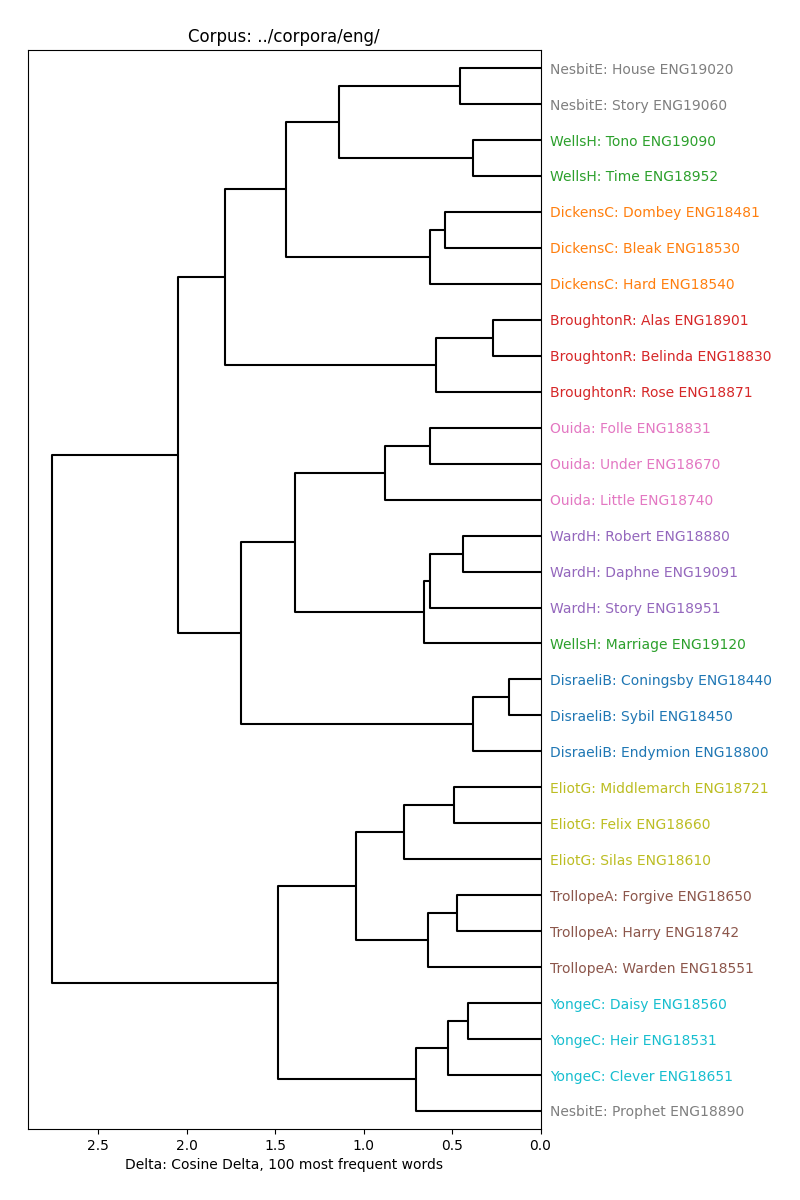 Corpus: ../corpora/eng/
NesbitE: House ENG19020
NesbitE: Story ENG19060
WellsH: Tono ENG19090
WellsH: Time ENG18952
DickensC: Dombey ENG18481
DickensC: Bleak ENG18530
DickensC: Hard ENG18540
BroughtonR: Alas ENG18901
BroughtonR: Belinda ENG18830
BroughtonR: Rose ENG18871
Ouida: Folle ENG18831
Ouida: Under ENG18670
Ouida: Little ENG18740
WardH: Robert ENG18880
WardH: Daphne ENG19091
WardH: Story ENG18951
WellsH: Marriage ENG19120
DisraeliB: Coningsby ENG18440
DisraeliB: Sybil ENG18450
DisraeliB: Endymion ENG18800
EliotG: Middlemarch ENG18721
EliotG: Felix ENG18660
EliotG: Silas ENG18610
TrollopeA: Forgive ENG18650
TrollopeA: Harry ENG18742
TrollopeA: Warden ENG18551
YongeC: Daisy ENG18560
YongeC: Heir ENG18531
YongeC: Clever ENG18651
NesbitE: Prophet ENG18890
2.5 2.0 1.5 1.0 0.5 0.0
Delta: Cosine Delta, 100 most frequent words